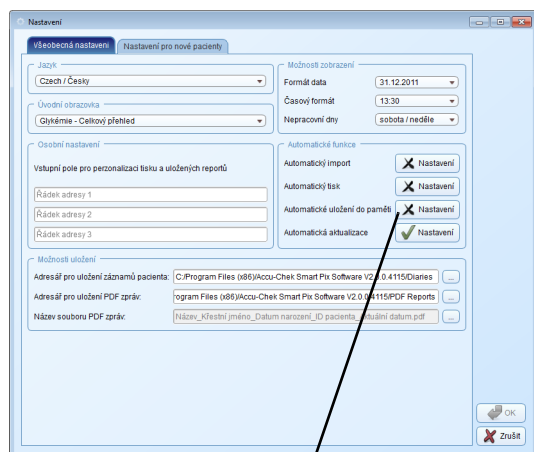 Nastavení
Všeobecná nastavení
Nastavení pro nové pacienty
Jazyk
Czech / Česky
Úvodní obrazovka
Glykémie - Celkový přehled
Možnosti zobrazení
Formát data
31.12.2011
Časový formát
13:30
Nepracovní dny
sobota / neděle
Osobní nastavení
Vstupní pole pro perzonalizaci tisku a uložených reportů
Řádek adresy 1
Řádek adresy 2
Řádek adresy 3
Automatické funkce
Automatický import
Nastavení
Automatický tisk
Nastavení
Automatické uložení do paměti
Nastavení
Automatická aktualizace
Nastavení
Možnosti uložení
Adresář pro uložení záznamů pacienta:
C:/Program Files (x86)/Accu-Chek Smart Pix Software V2.0.0.4115/Diaries
...
Adresář pro uložení PDF zpráv:
rogram Files (x86)/Accu-Chek Smart Pix Software V2.0.0.4115/PDF Reports
...
Název souboru PDF zpráv:
Název_Křestní jméno_Datum narození_ID pacienta_Aktuální datum.pdf
...
OK
Zrušit